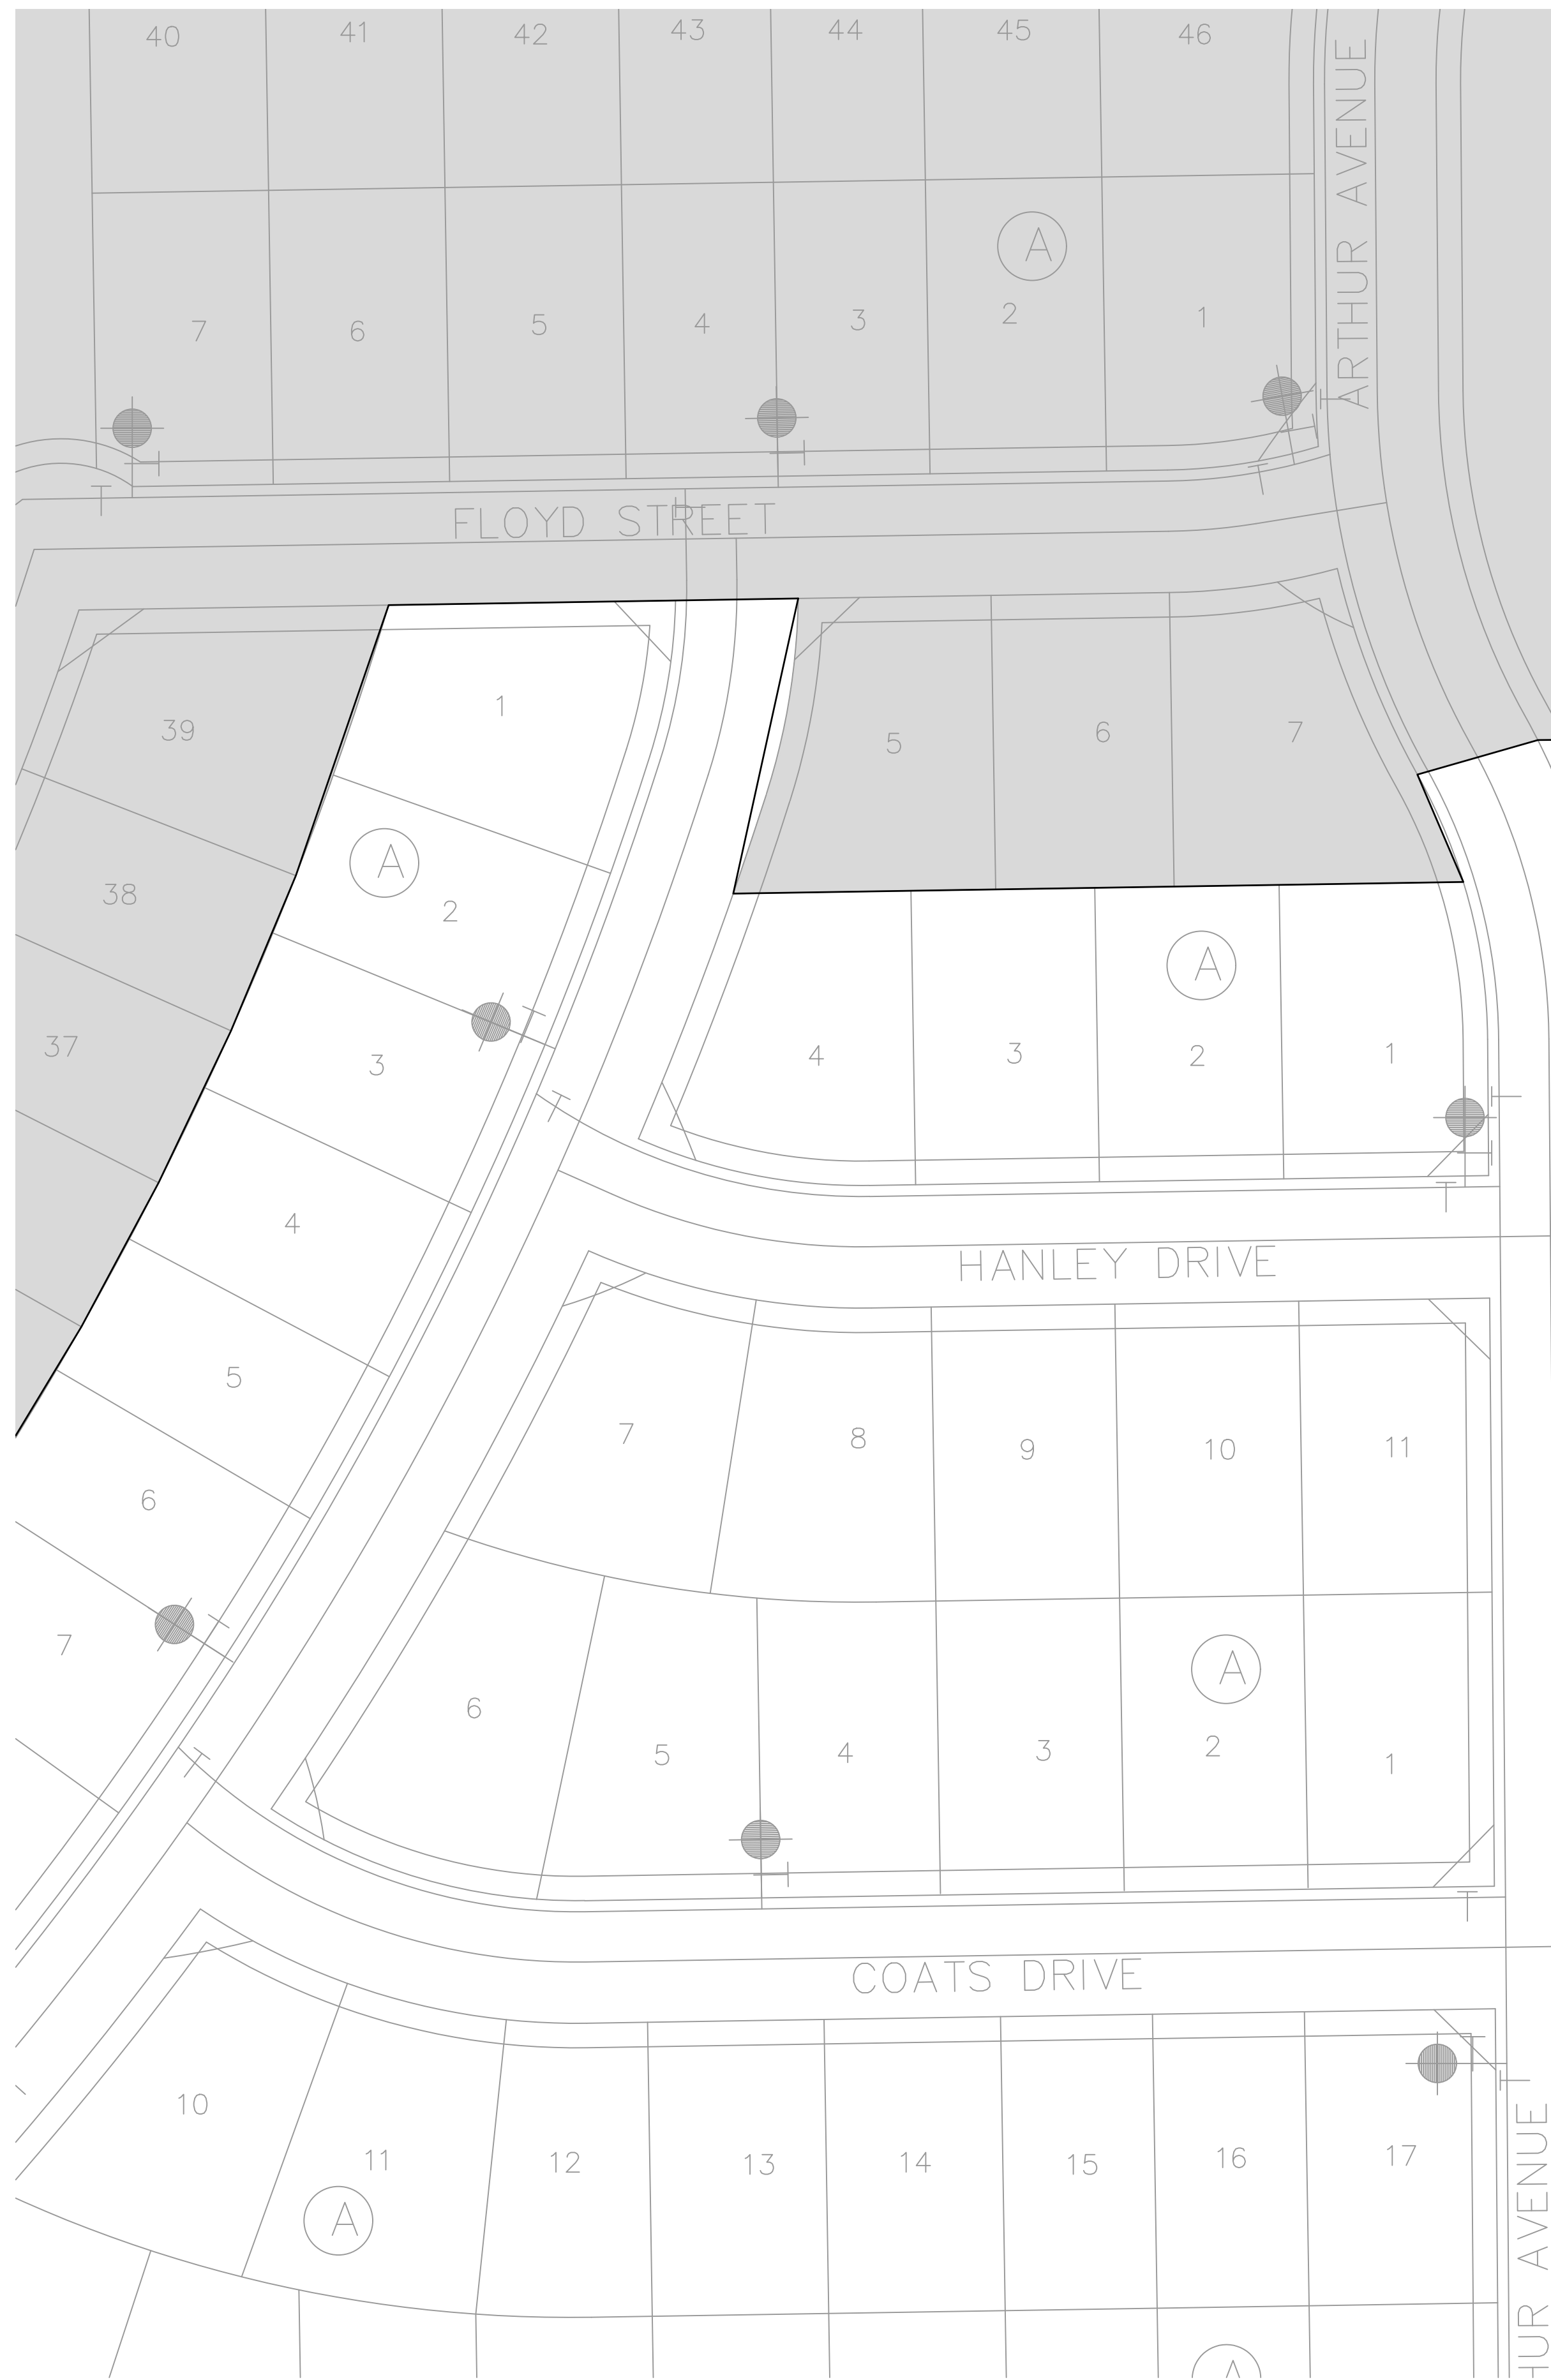 40 41 42 43 44 45 46
ARTHUR AVENUE
A
7 6 5 4 3 2 1
FLOYD STREET
39 1 5 6 7
A
38 2
A
37 3 4 3 2 1
4
HANLEY DRIVE
5 7 8 9 10 11
6
A
7 6 5 4 3 2 1
COATS DRIVE
10 11 12 13 14 15 16 17
A
HUR AVENUE
A